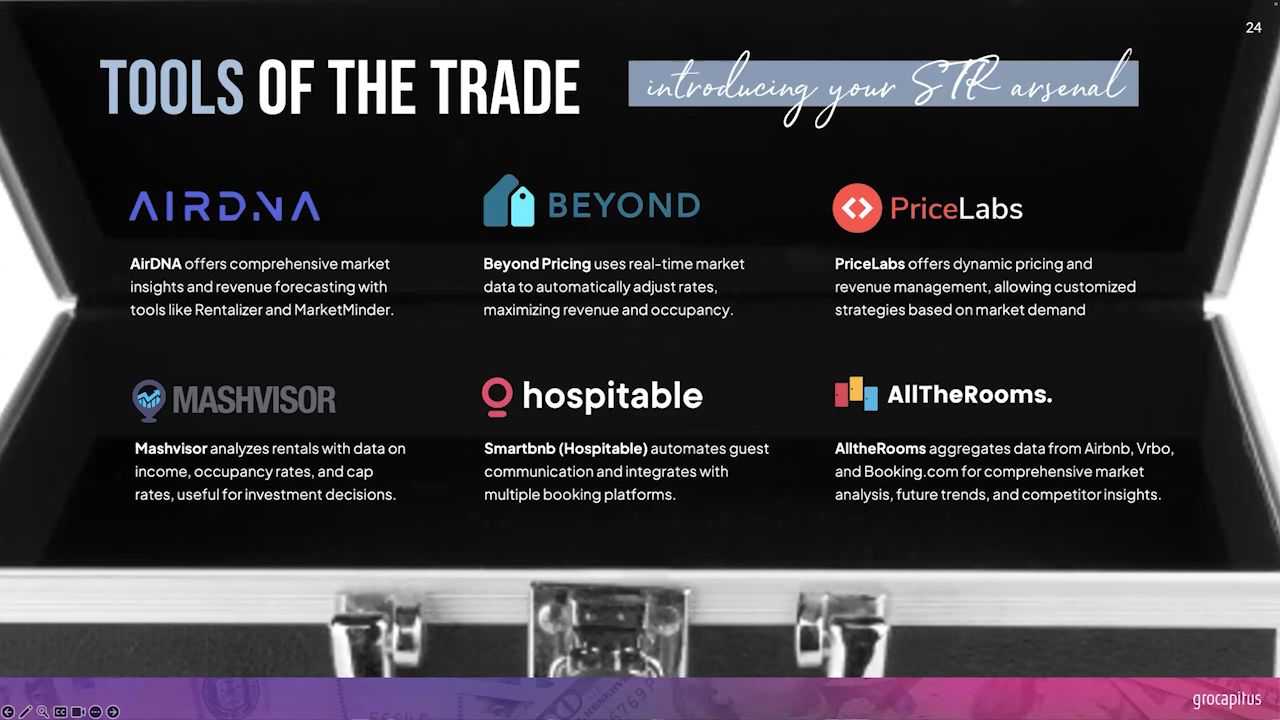 24
TOOLS OF THE TRADE
introducing your STR arsenal
AIRDNA
BEYOND
PriceLabs
AirDNA offers comprehensive market
insights and revenue forecasting with
tools like Rentalizer and MarketMinder.
Beyond Pricing uses real-time market
data to automatically adjust rates,
maximizing revenue and occupancy.
PriceLabs offers dynamic pricing and
revenue management, allowing customized
strategies based on market demand
MASHVISOR
hospitable
AllTheRooms.
Mashvisor analyzes rentals with data on
income, occupancy rates, and cap
rates, useful for investment decisions.
Smartbnb (Hospitable) automates guest
communication and integrates with
multiple booking platforms.
AlltheRooms aggregates data from Airbnb, Vrbo,
and Booking.com for comprehensive market
analysis, future trends, and competitor insights.
grocapitus